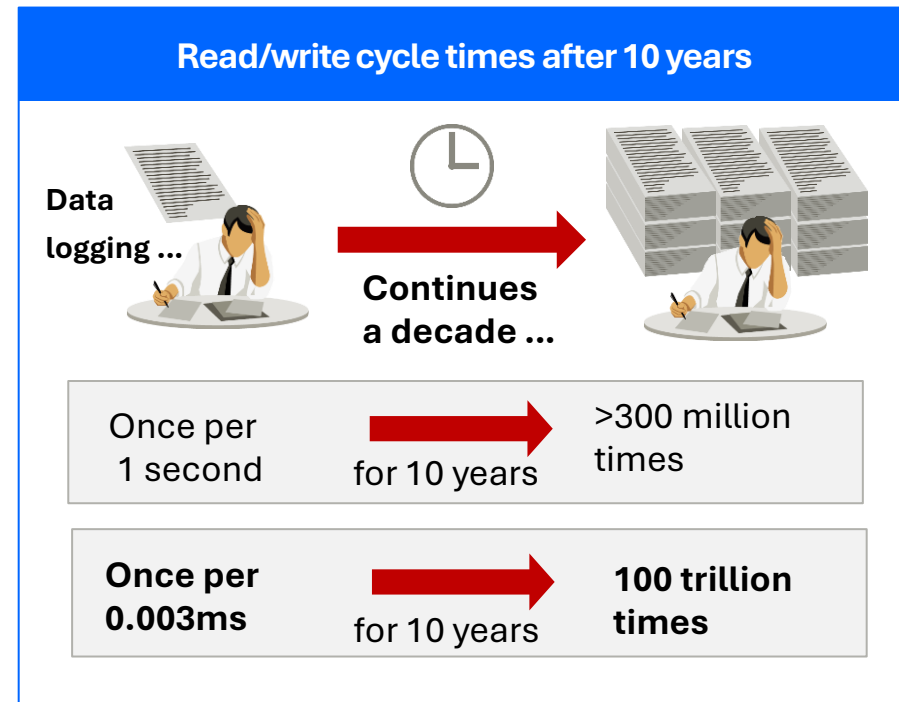 Read/write cycle times after 10 years
Data
logging ...
Continues
a decade ...
Once per
1 second
for 10 years
>300 million
times
Once per
0.003ms
for 10 years
100 trillion
times